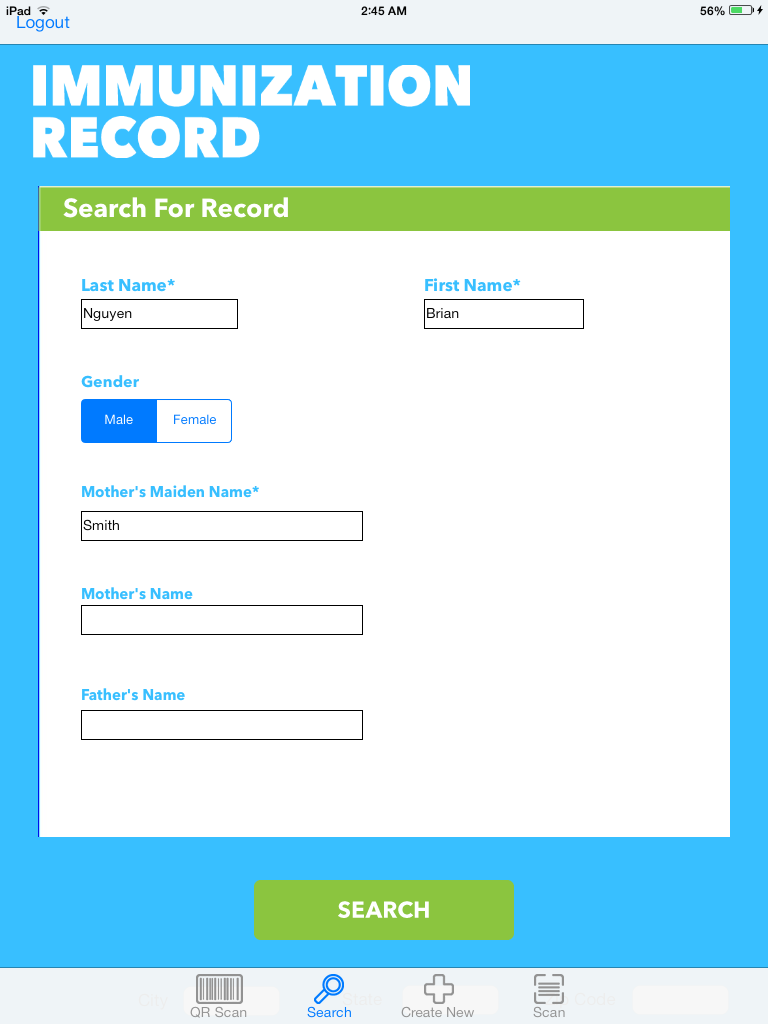 iPad 2:45 AM 56%
Logout
IMMUNIZATION
RECORD
Search For Record
Last Name* First Name*
Nguyen Brian
Gender
Male Female
Mother's Maiden Name*
Smith
Mother's Name
Father's Name
SEARCH
City State Code
QR Scan Search Create New Scan